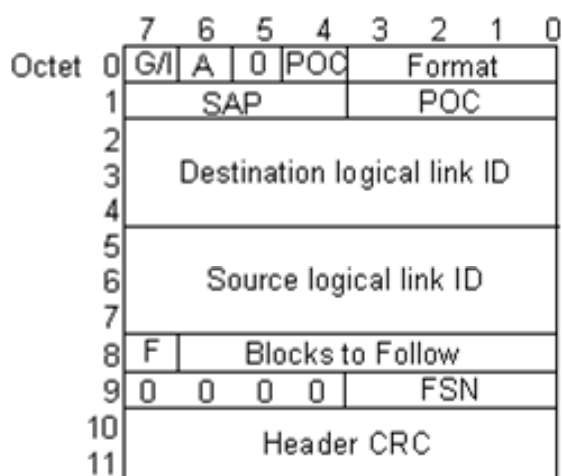 7 6 5 4 3 2 1 0
Octet 0 G/I A 0 POC Format
1 SAP POC
2
3 Destination logical link ID
4
5
6 Source logical link ID
7
8 F Blocks to Follow
9 0 0 0 0 FSN
10
Header CRC
11